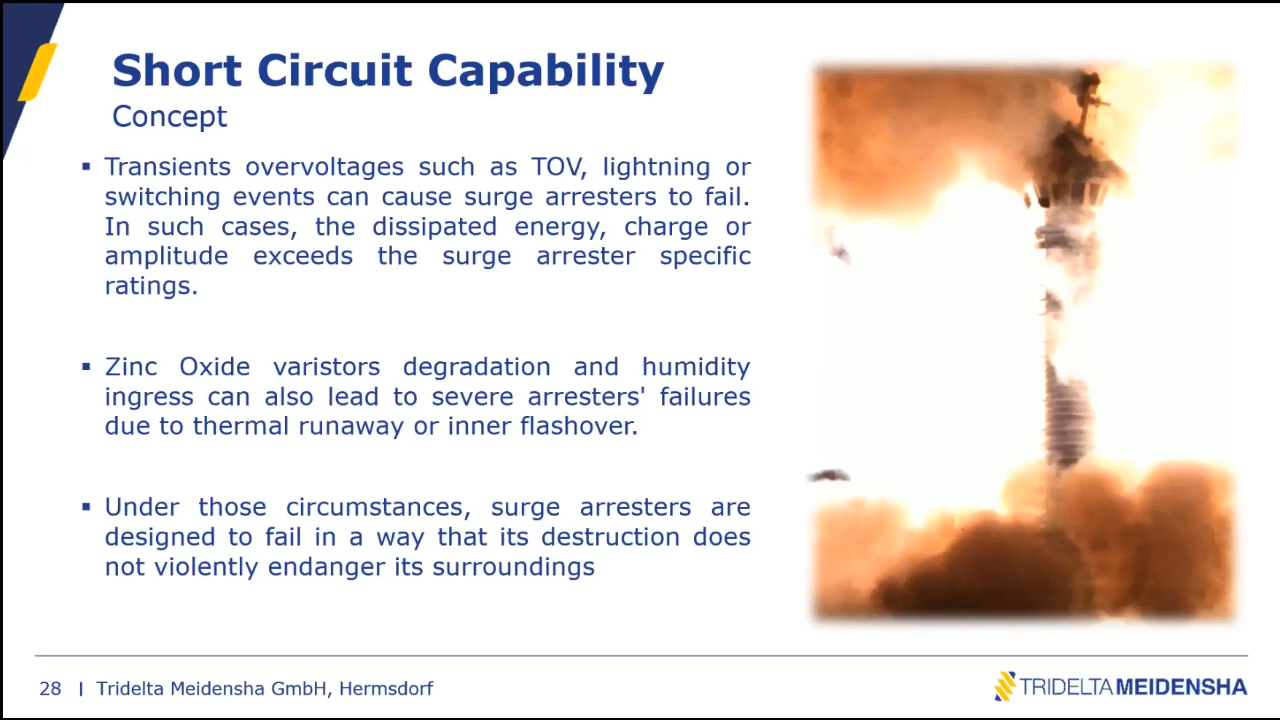 Short Circuit Capability
Concept
▪ Transients overvoltages such as TOV, lightning or
switching events can cause surge arresters to fail.
In such cases, the dissipated energy, charge or
amplitude exceeds the surge arrester specific
ratings.
▪ Zinc Oxide varistors degradation and humidity
ingress can also lead to severe arresters' failures
due to thermal runaway or inner flashover.
▪ Under those circumstances, surge arresters are
designed to fail in a way that its destruction does
not violently endanger its surroundings
28 | Tridelta Meidensha GmbH, Hermsdorf
TRIDELTA MEIDENSHA